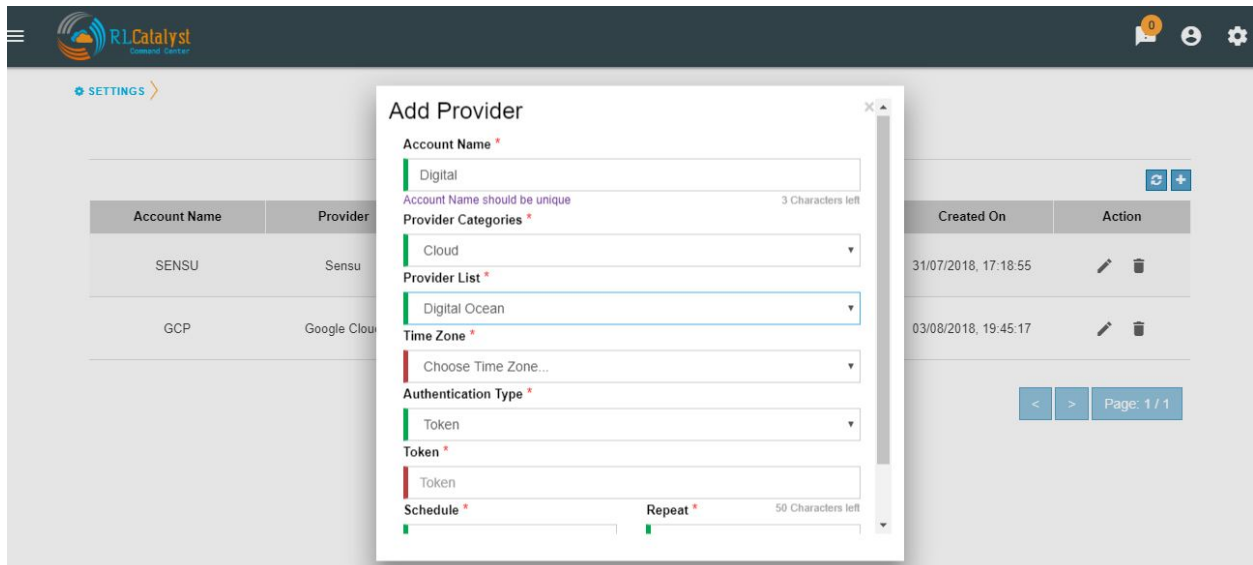 0
RLCatalyst
Command Center
SETTINGS
Add Provider
×
Account Name *
Digital
Account Name should be unique 3 Characters left
Provider Categories *
Cloud
Provider List *
Digital Ocean
Time Zone *
Choose Time Zone...
Authentication Type *
Token
Token *
Token
50 Characters left
Schedule * Repeat *
Account Name Provider Created On Action
SENSU Sensu 31/07/2018, 17:18:55
GCP Google Clou 03/08/2018, 19:45:17
< > Page: 1 / 1